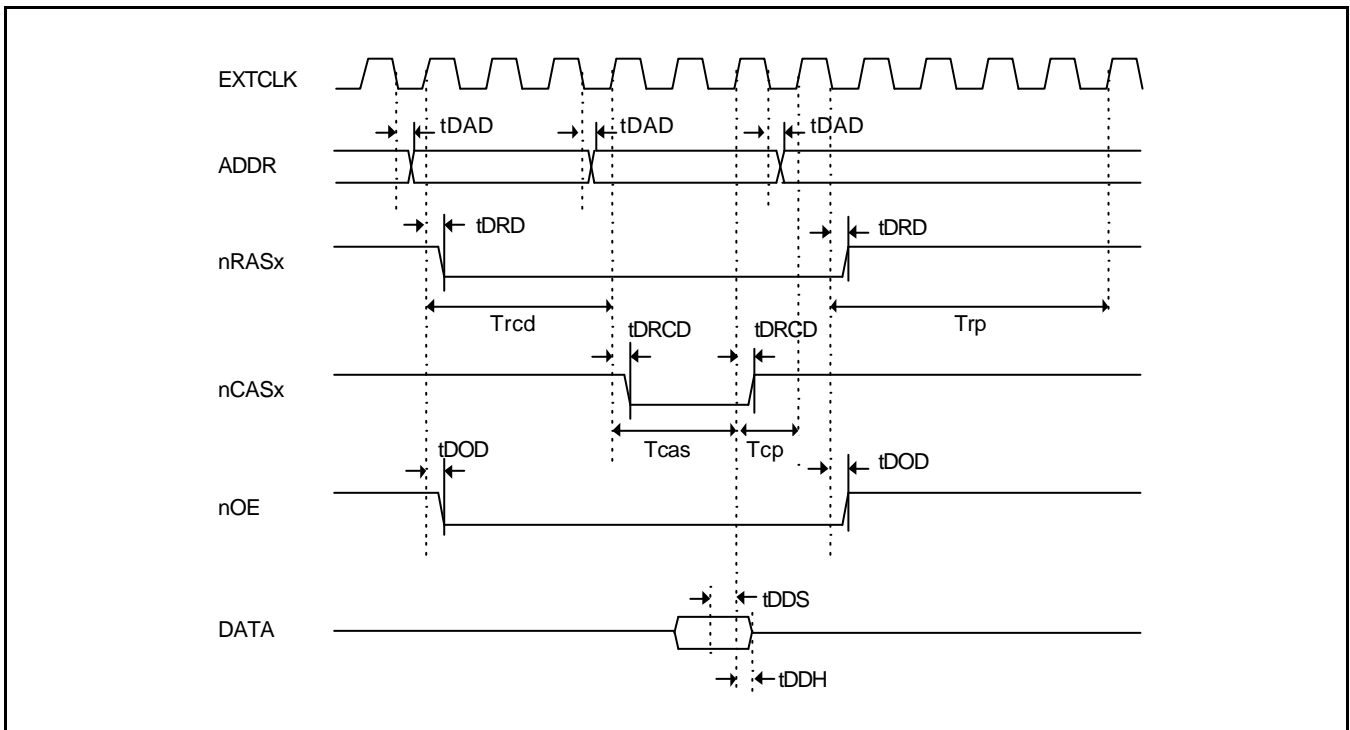 EXTCLK
tDAD tDAD tDAD
ADDR
tDRD tDRD
nRASx
Trcd Trp
tDRCD tDRCD
nCASx
Tcas Tcp
tDOD tDOD
nOE
tDDS
DATA
tDDH